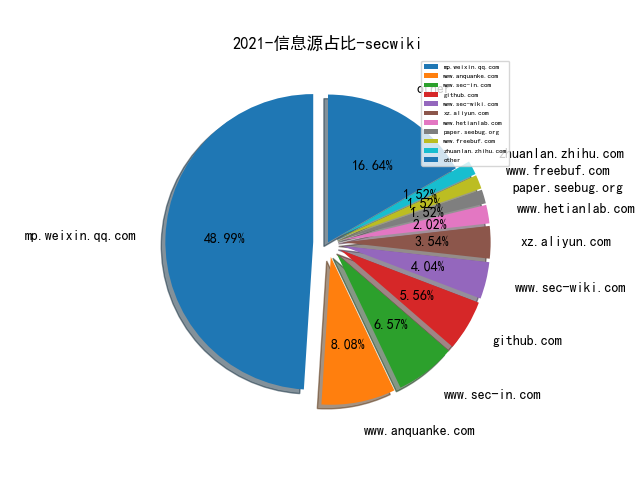 2021-信息源占比-secwiki
mp.weixin.qq.com
www.anquanke.com
www.sec-in.com
github.com
www.sec-wiki.com
xz.aliyun.com
www.hetianlab.com
paper.seebug.org
www.freebuf.com
zhuanlan.zhihu.com
other
other
16.64%
zhuanlan.zhihu.com
1.52%
www.freebuf.com
1.52%
paper.seebug.org
1.52%
www.hetianlab.com
2.02%
xz.aliyun.com
3.54%
www.sec-wiki.com
4.04%
github.com
5.56%
www.sec-in.com
6.57%
www.anquanke.com
8.08%
mp.weixin.qq.com
48.99%